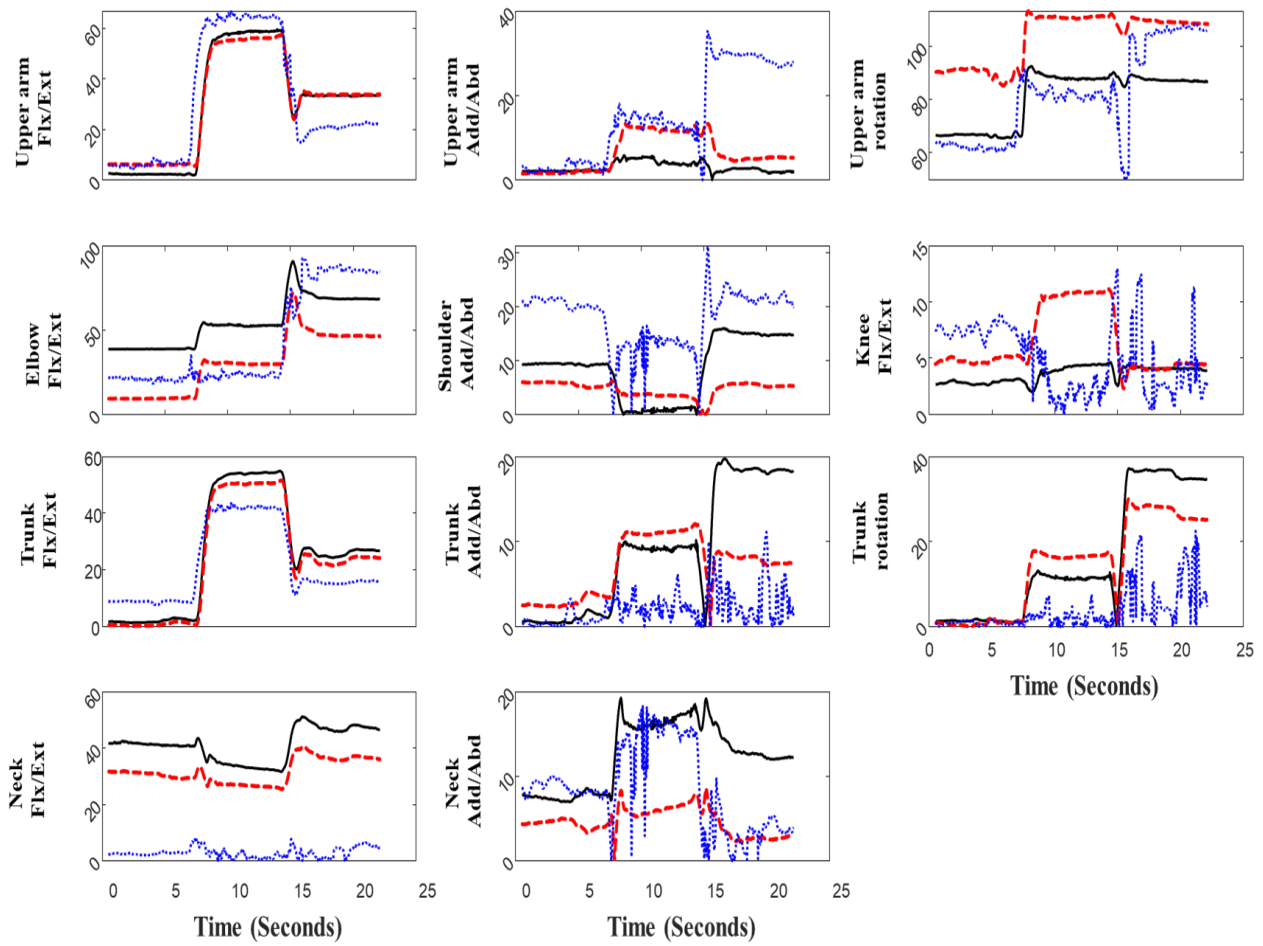 Upper arm
Flx/Ext
60
40
20
0
Upper arm
Add/Abd
40
20
0
Upper arm
rotation
100
80
60
Elbow
Flx/Ext
100
50
0
Shoulder
Add/Abd
30
20
10
0
Knee
Flx/Ext
15
10
5
0
Trunk
Flx/Ext
60
40
20
0
Trunk
Add/Abd
20
10
0
Trunk
rotation
40
20
0
0 5 10 15 20 25
Time (Seconds)
Neck
Flx/Ext
60
40
20
0
0 5 10 15 20 25
Time (Seconds)
Neck
Add/Abd
20
10
0
0 5 10 15 20 25
Time (Seconds)